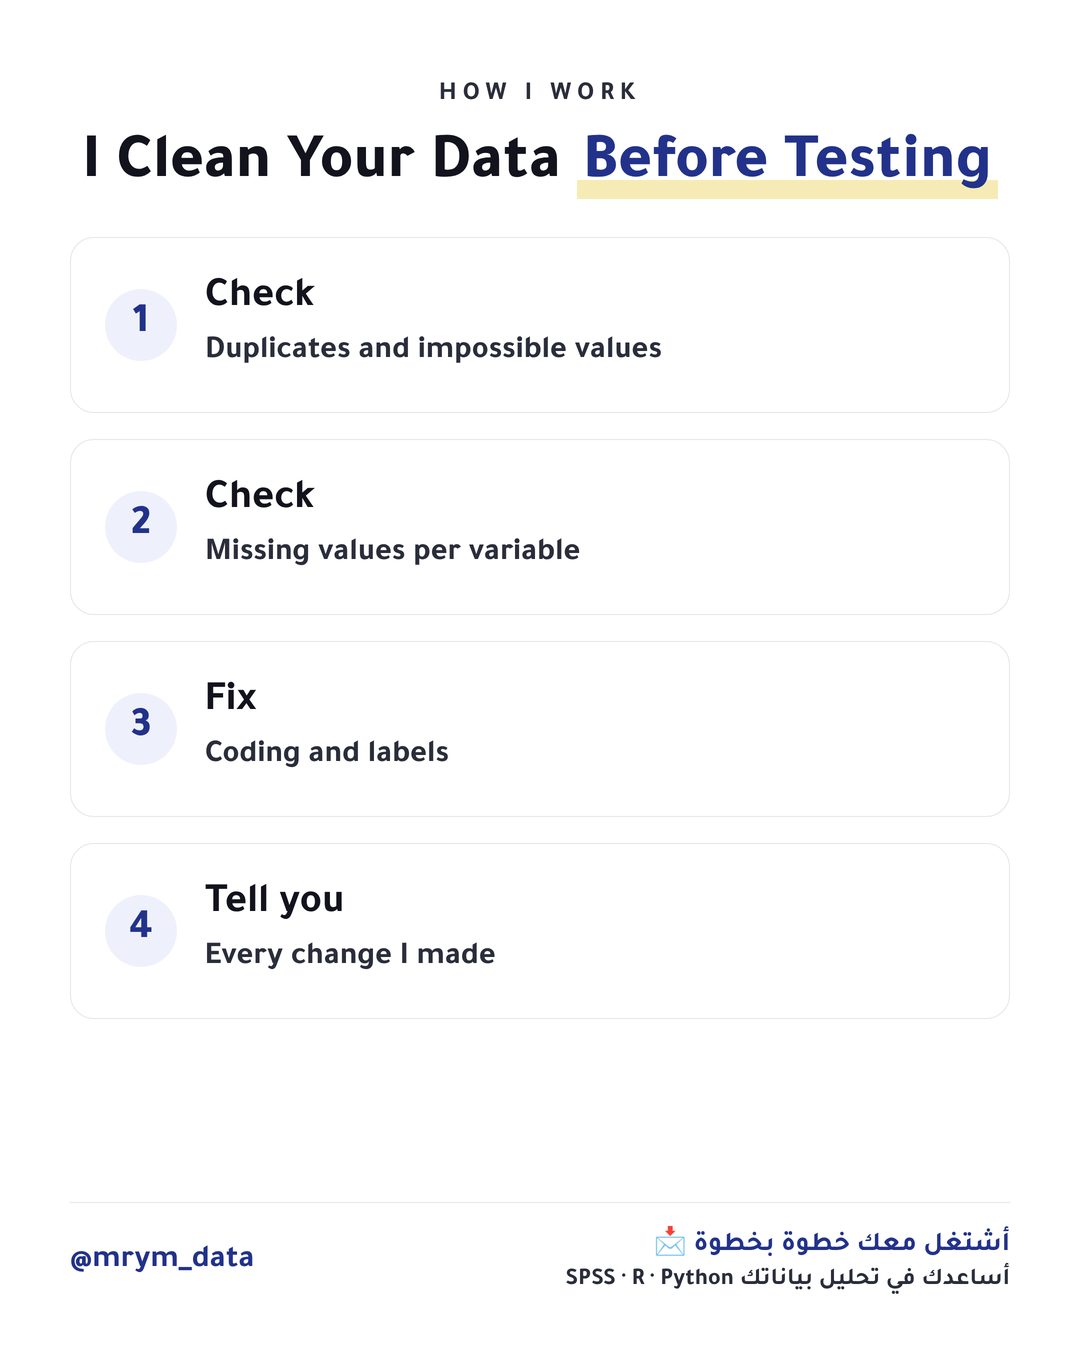 HOW I WORK
I Clean Your Data Before Testing
1
Check
Duplicates and impossible values
2
Check
Missing values per variable
3
Fix
Coding and labels
4
Tell you
Every change I made
@mrym_data
أشتغل معك خطوة بخطوة 📩
أساعدك في تحليل بياناتك SPSS · R · Python